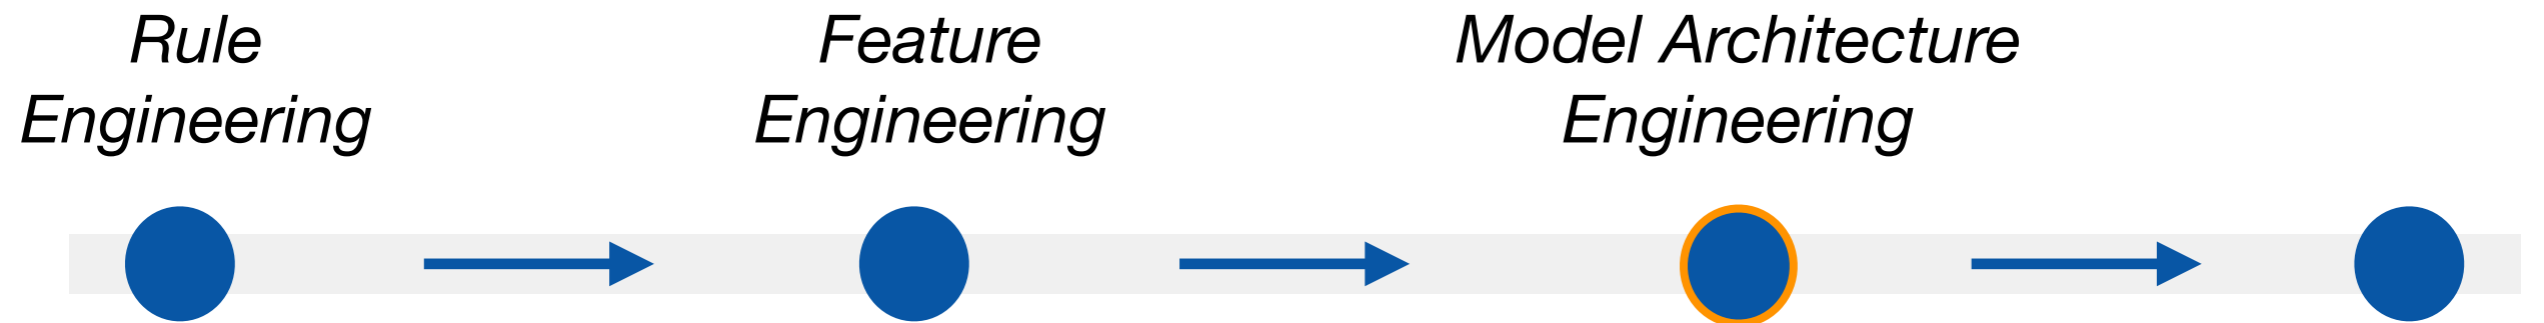 Rule
Engineering
Feature
Engineering
Model Architecture
Engineering